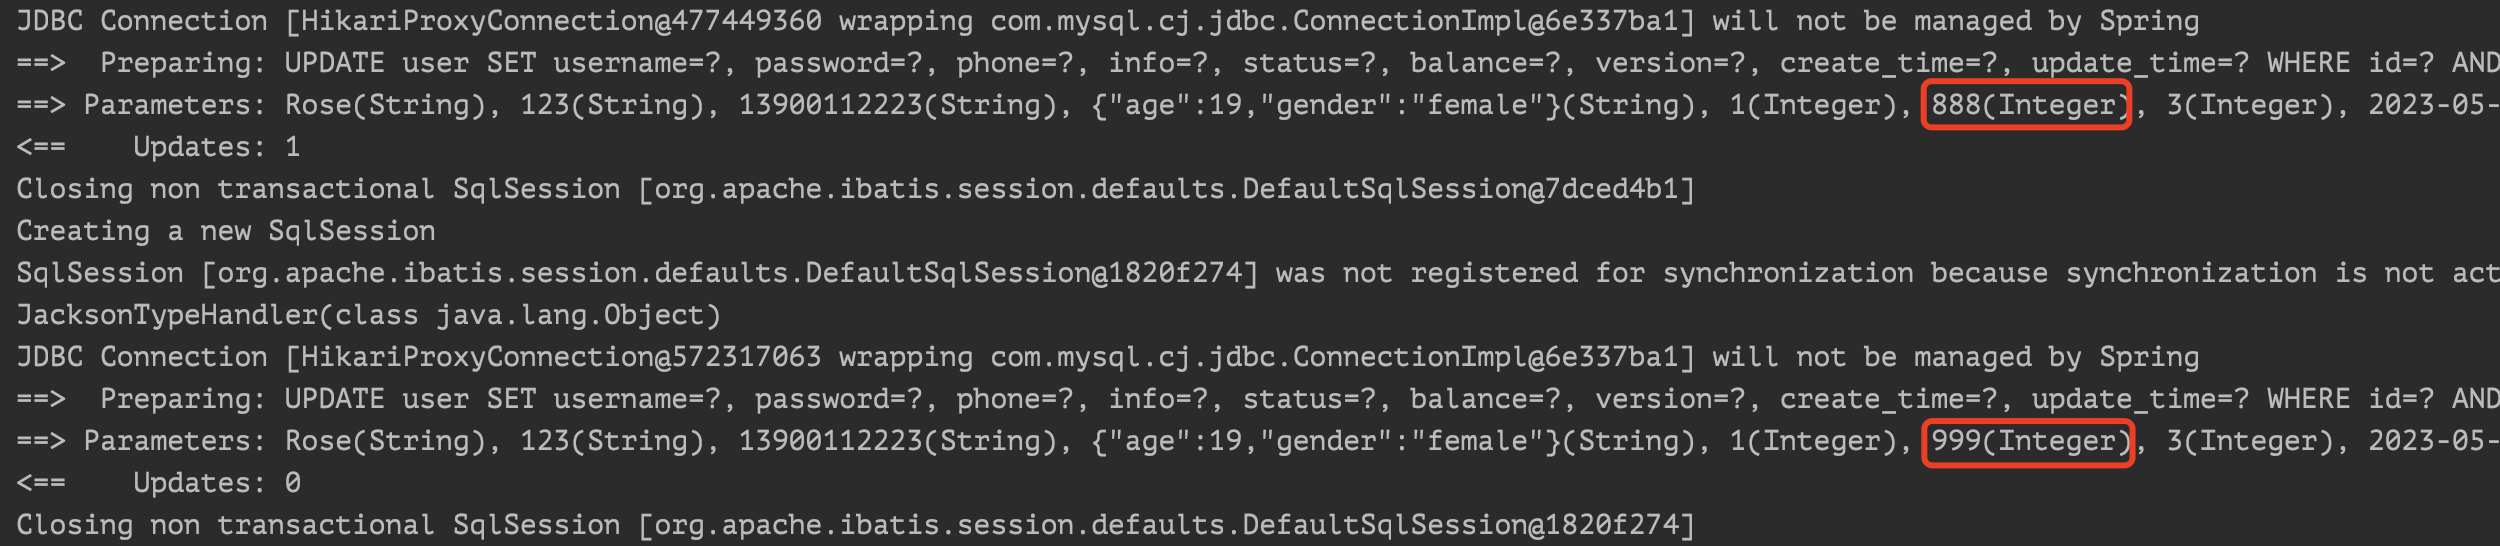 JDBC Connection [HikariProxyConnection@477449360 wrapping com.mysql.cj.jdbc.ConnectionImpl@6e337ba1] will not be managed by Spring
==>  Preparing: UPDATE user SET username=?, password=?, phone=?, info=?, status=?, balance=?, version=?, create_time=?, update_time=? WHERE id=? AND
==> Parameters: Rose(String), 123(String), 13900112223(String), {"age":19,"gender":"female"}(String), 1(Integer), 888(Integer), 3(Integer), 2023-05-
<==    Updates: 1
Closing non transactional SqlSession [org.apache.ibatis.session.defaults.DefaultSqlSession@7dced4b1]
Creating a new SqlSession
SqlSession [org.apache.ibatis.session.defaults.DefaultSqlSession@1820f274] was not registered for synchronization because synchronization is not act
JacksonTypeHandler(class java.lang.Object)
JDBC Connection [HikariProxyConnection@572317063 wrapping com.mysql.cj.jdbc.ConnectionImpl@6e337ba1] will not be managed by Spring
==>  Preparing: UPDATE user SET username=?, password=?, phone=?, info=?, status=?, balance=?, version=?, create_time=?, update_time=? WHERE id=? AND
==> Parameters: Rose(String), 123(String), 13900112223(String), {"age":19,"gender":"female"}(String), 1(Integer), 999(Integer), 3(Integer), 2023-05-
<==    Updates: 0
Closing non transactional SqlSession [org.apache.ibatis.session.defaults.DefaultSqlSession@1820f274]